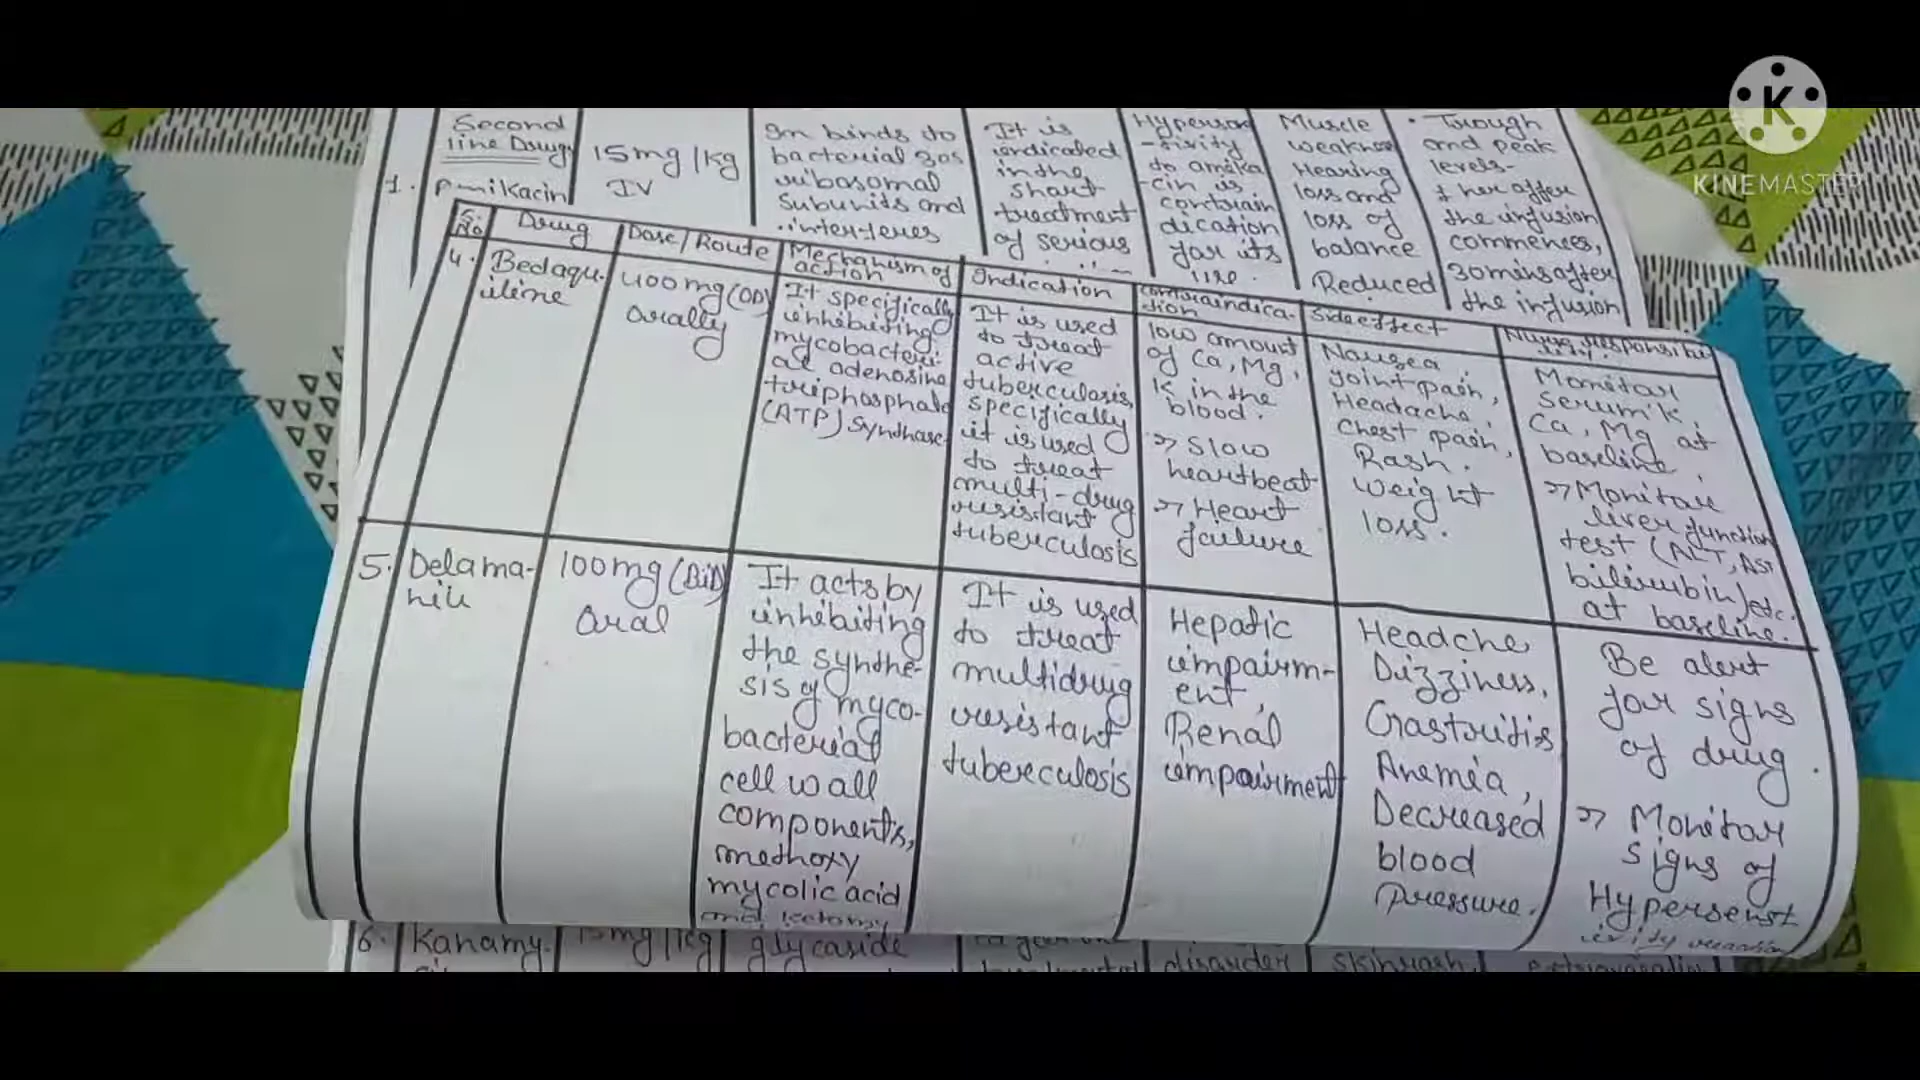 K
KINEMASTER
Second
line Drug
1. Amikacin
15mg/kg
IV
Im binds to
bacterial 30s
ribosomal
subunits and
interferes
It is
indicated
in the
short
treatment
of serious
Hypersen
-sitivity
to amika
-cin is
contrain
dication
for its
use.
Muscle
weakness
Hearing
loss and
loss of
balance
Reduced
• Trough
and peak
levels-
after
the infusion
commences,
30mins after
the infusion
S.
No
Drug
Dose/Route
Mechanism of
action
Indication
contraindica-
tion
Side effect
Nurse responsibi
lity
4.
Bedaqu-
iline
400mg(OD)
orally
It specifically
inhibiting
mycobacteri-
al adenosine
triphosphate
(ATP) Synthase
It is used
to treat
active
tuberculosis,
specifically
it is used
to treat
multi-drug
resistant
tuberculosis
low amount
of Ca, Mg,
K in the
blood.
Slow
heartbeat
Heart
failure
Nausea
joint pain,
Headache,
Chest pain,
Rash.
Weight
loss.
Monitor
serum K,
Ca, Mg at
baseline,
Monitor
liver function
test (ALT, AST
bilirubin)etc.
at baseline.
5.
Delama-
nid
100mg (BiD)
Oral
It acts by
inhibiting
the synthe-
sis of myco-
bacterial
cell wall
components,
methoxy
mycolic acid
and
It is used
to treat
multidrug
resistant
tuberculosis
Hepatic
impairm-
ent,
Renal
impairment
Headche,
Dizziness,
Gastritis
Anemia,
Decreased
blood
pressure.
Be alert
for signs
of drug.
Monitor
signs of
Hypersensit
ivity reaction
6.
Kanamy-
15mg/kg
glycoside
disorder
skin rash,